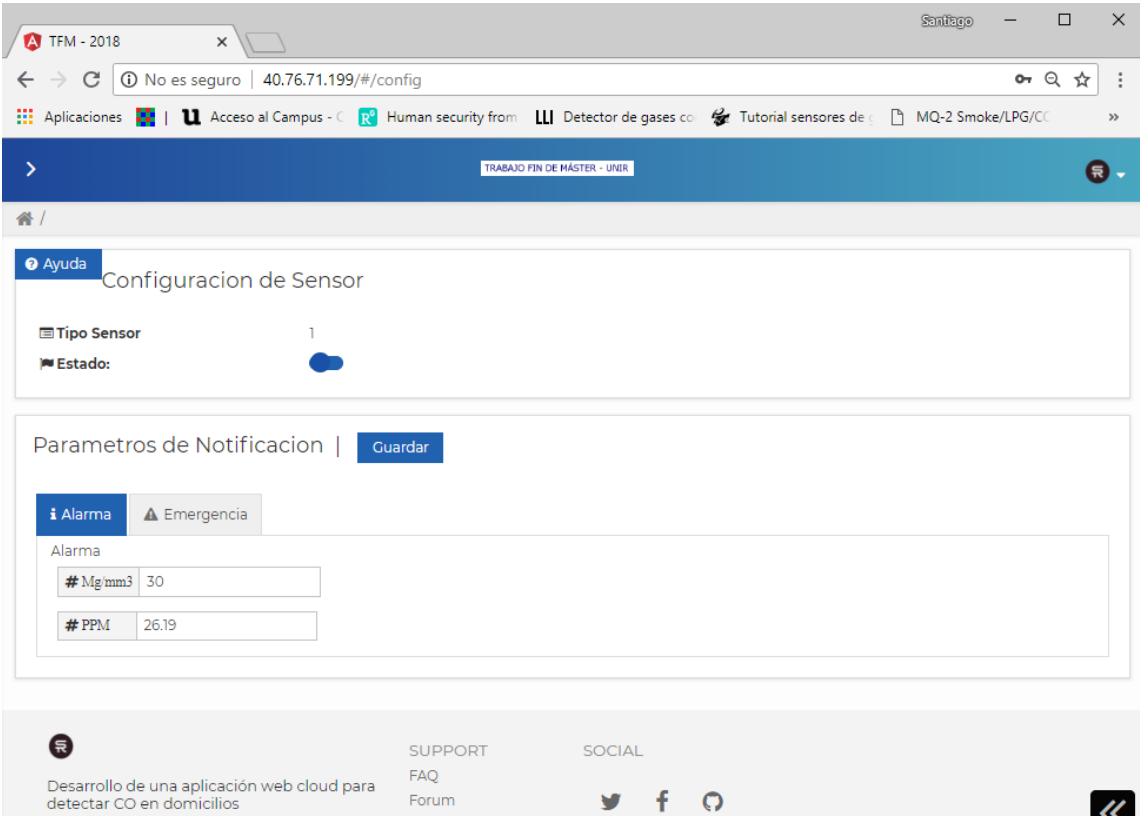 Santiago
TFM - 2018
No es seguro | 40.76.71.199/#/config
Aplicaciones | Acceso al Campus - C Human security from LLI Detector de gases co Tutorial sensores de g MQ-2 Smoke/LPG/CO »
TRABAJO FIN DE MÁSTER - UNIR
/
Ayuda
Configuracion de Sensor
Tipo Sensor 1
Estado:
Parametros de Notificacion | Guardar
Alarma Emergencia
Alarma
# Mg/mm3 30
# PPM 26.19
SUPPORT SOCIAL
FAQ
Desarrollo de una aplicación web cloud para
detectar CO en domicilios
Forum